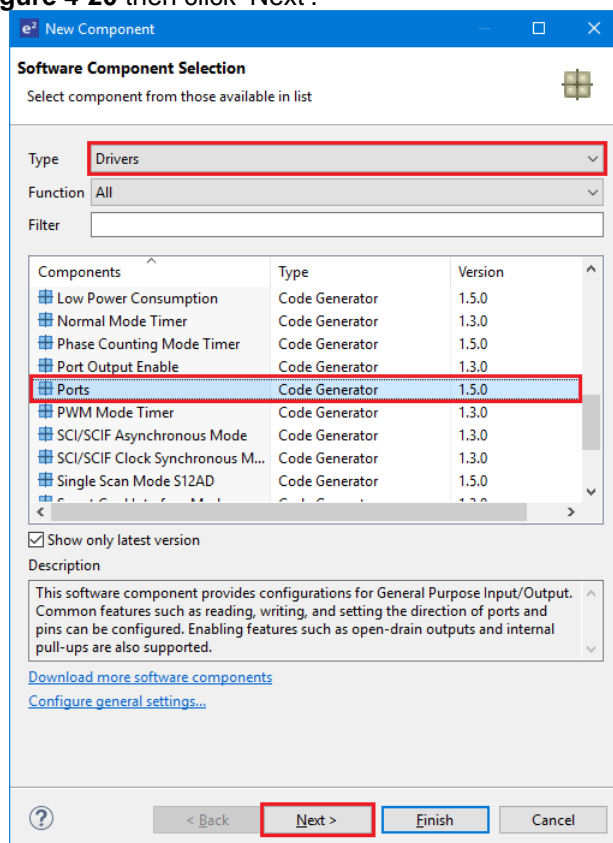 gure 4-20 then click 'Next'.
e² New Component
Software Component Selection
Select component from those available in list
Type Drivers
Function All
Filter
Components Type Version
Low Power Consumption Code Generator 1.5.0
Normal Mode Timer Code Generator 1.3.0
Phase Counting Mode Timer Code Generator 1.5.0
Port Output Enable Code Generator 1.3.0
Ports Code Generator 1.5.0
PWM Mode Timer Code Generator 1.3.0
SCI/SCIF Asynchronous Mode Code Generator 1.3.0
SCI/SCIF Clock Synchronous M... Code Generator 1.3.0
Single Scan Mode S12AD Code Generator 1.5.0
Show only latest version
Description
This software component provides configurations for General Purpose Input/Output.
Common features such as reading, writing, and setting the direction of ports and
pins can be configured. Enabling features such as open-drain outputs and internal
pull-ups are also supported.
Download more software components
Configure general settings...
? < Back Next > Finish Cancel